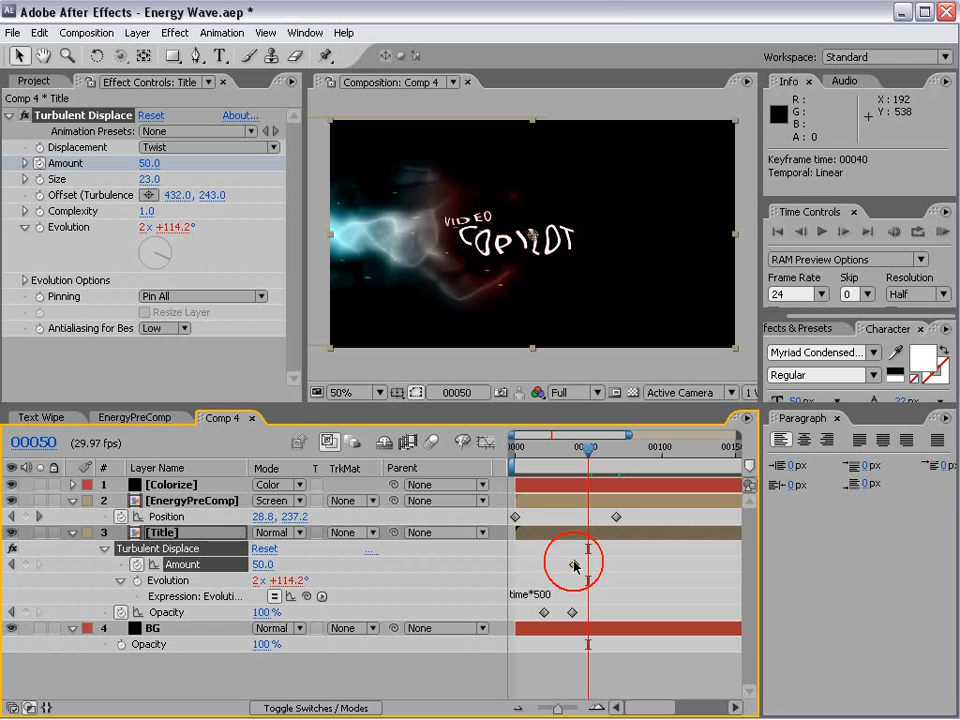 Adobe After Effects - Energy Wave.aep *
File Edit Composition Layer Effect Animation View Window Help
Workspace: Standard
Project Effect Controls: Title
Comp 4 * Title
Turbulent Displace Reset About...
Animation Presets: None
Displacement Twist
Amount 50.0
Size 23.0
Offset (Turbulence 432.0, 243.0
Complexity 1.0
Evolution 2 x +114.2°
Evolution Options
Pinning Pin All
Resize Layer
Antialiasing for Bes Low
Composition: Comp 4
VIDEO
COPILOT
50% 00050 Full Active Camera 1 V
Info Audio
R: X: 192
G: Y: 538
B:
A: 0
Keyframe time: 00040
Temporal: Linear
Time Controls
RAM Preview Options
Frame Rate Skip Resolution
24 0 Half
ffects & Presets Character
Myriad Condensed...
Regular
Text Wipe EnergyPreComp Comp 4
00050 (29.97 fps)
0000 00100 0015
# Layer Name Mode T TrkMat Parent
1 [Colorize] Color None
2 [EnergyPreComp] Screen None None
Position 28.8, 237.2
3 [Title] Normal None None
Turbulent Displace Reset ...
Amount 50.0
Evolution 2 x +114.2°
Expression: Evoluti... time*500
Opacity 100 %
4 BG Normal None None
Opacity 100 %
Toggle Switches / Modes
Paragraph
0 px 0 px 0 px
0 px 0 px